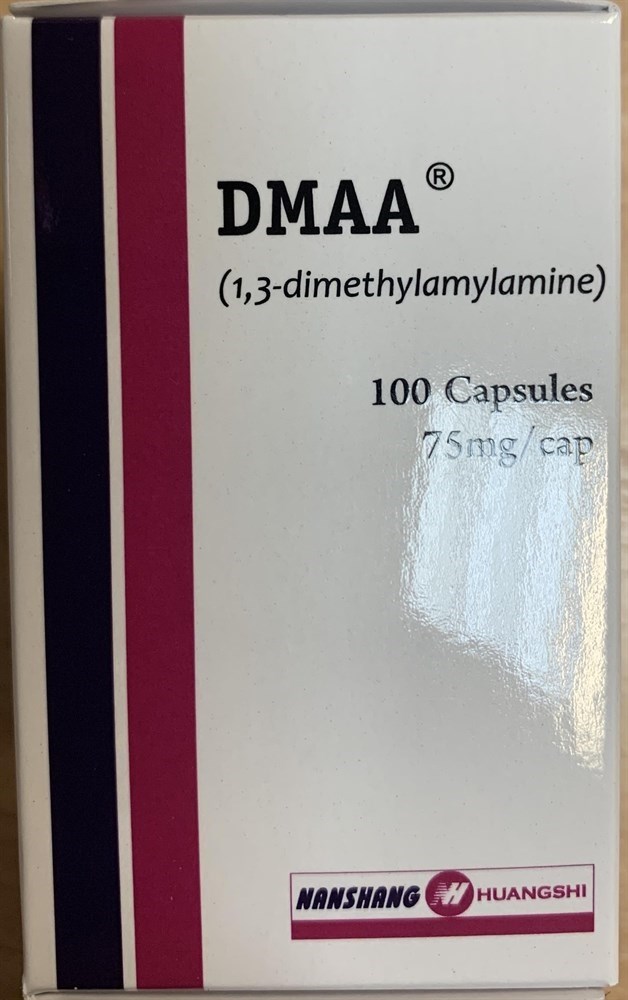 DMAA®
(1,3-dimethylamylamine)
100 Capsules
75mg/cap
NANSHANG HUANGSHI